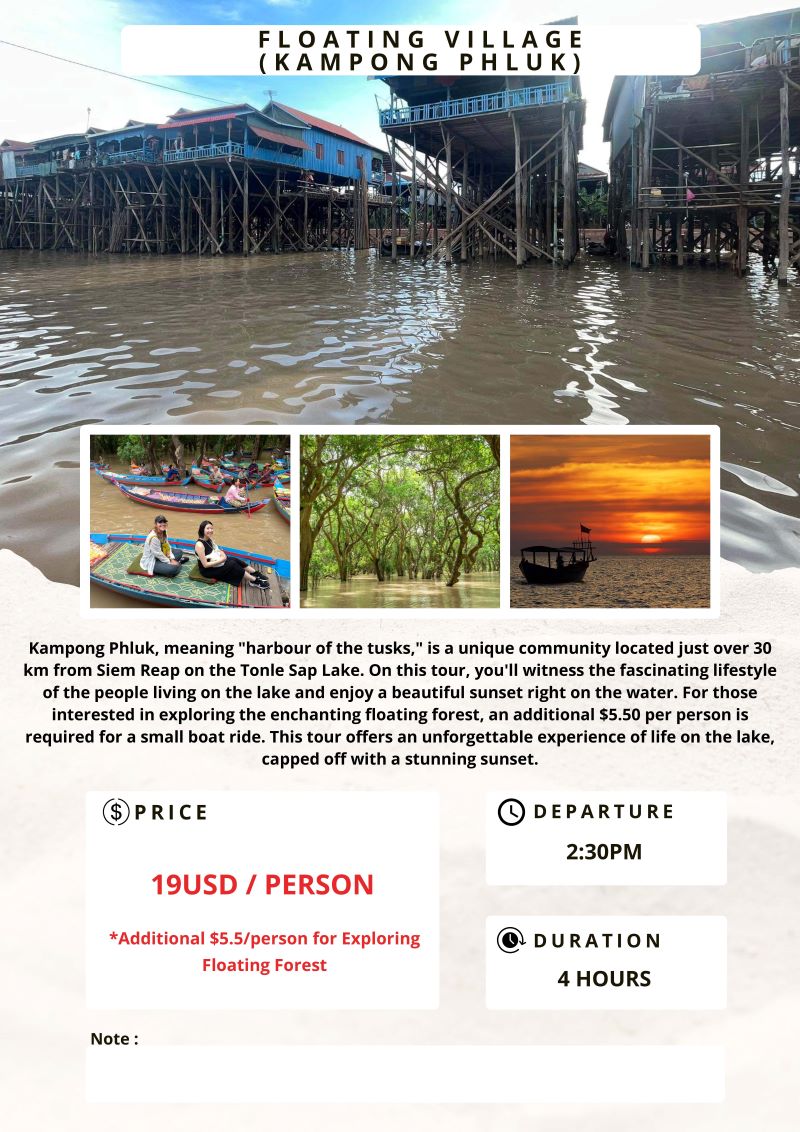 FLOATING VILLAGE
(KAMPONG PHLUK)
Kampong Phluk, meaning "harbour of the tusks," is a unique community located just over 30
km from Siem Reap on the Tonle Sap Lake. On this tour, you'll witness the fascinating lifestyle
of the people living on the lake and enjoy a beautiful sunset right on the water. For those
interested in exploring the enchanting floating forest, an additional $5.50 per person is
required for a small boat ride. This tour offers an unforgettable experience of life on the lake,
capped off with a stunning sunset.
PRICE
19USD / PERSON
*Additional $5.5/person for Exploring
Floating Forest
DEPARTURE
2:30PM
DURATION
4 HOURS
Note :